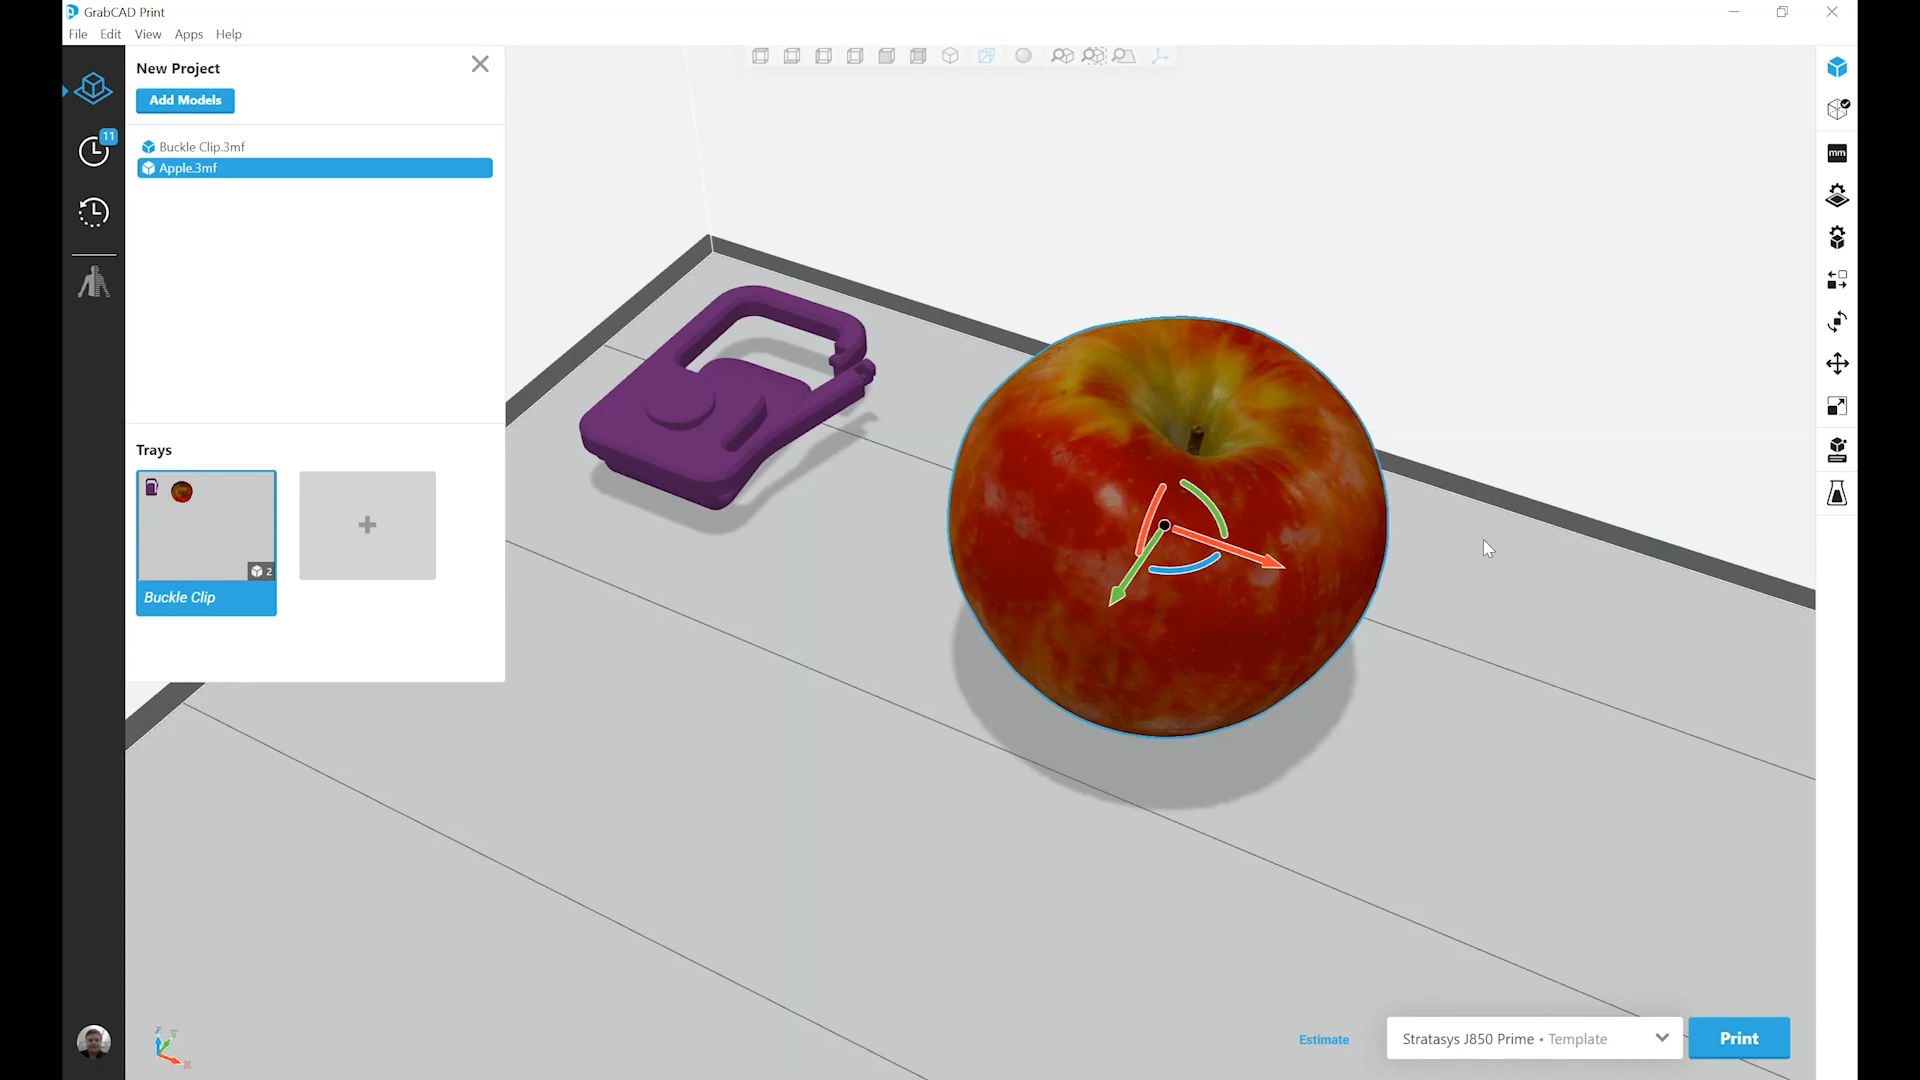 GrabCAD Print
File Edit View Apps Help
New Project
Add Models
Buckle Clip.3mf
Apple.3mf
11
mm
Trays
2
Buckle Clip
Estimate
Stratasys J850 Prime • Template
Print